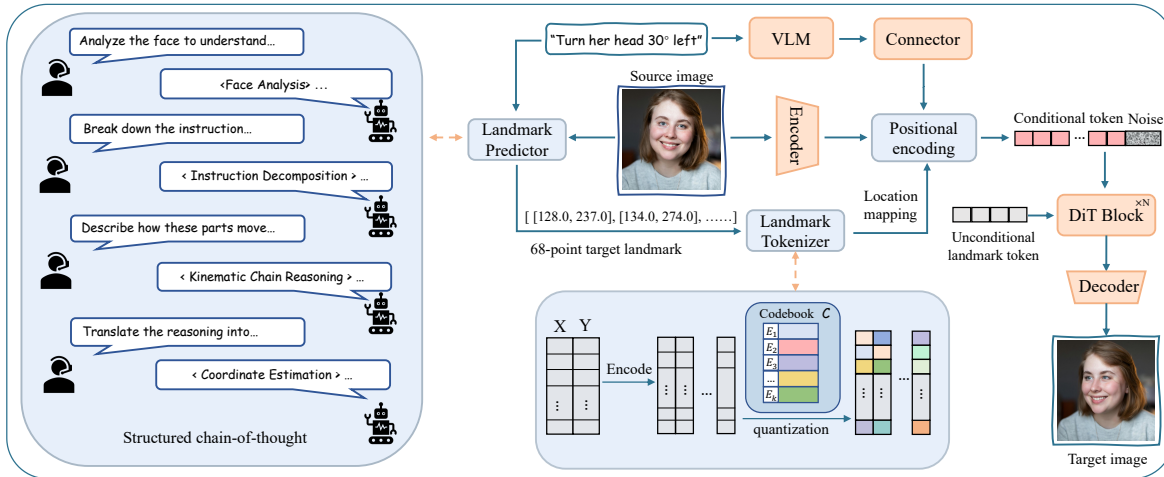 Analyze the face to understand...
<Face Analysis> ...
Break down the instruction...
< Instruction Decomposition > ...
Describe how these parts move...
< Kinematic Chain Reasoning > ...
Translate the reasoning into...
< Coordinate Estimation > ...
Structured chain-of-thought
“Turn her head 30° left”
VLM
Connector
Source image
Landmark
Predictor
Encoder
Positional
encoding
Conditional token
Noise
[ [128.0, 237.0], [134.0, 274.0], ......]
68-point target landmark
Landmark
Tokenizer
Location
mapping
Unconditional
landmark token
DiT Block
×N
Decoder
Target image
X Y
Encode
...
Codebook C
E1
E2
E3
...
Ek
quantization
...